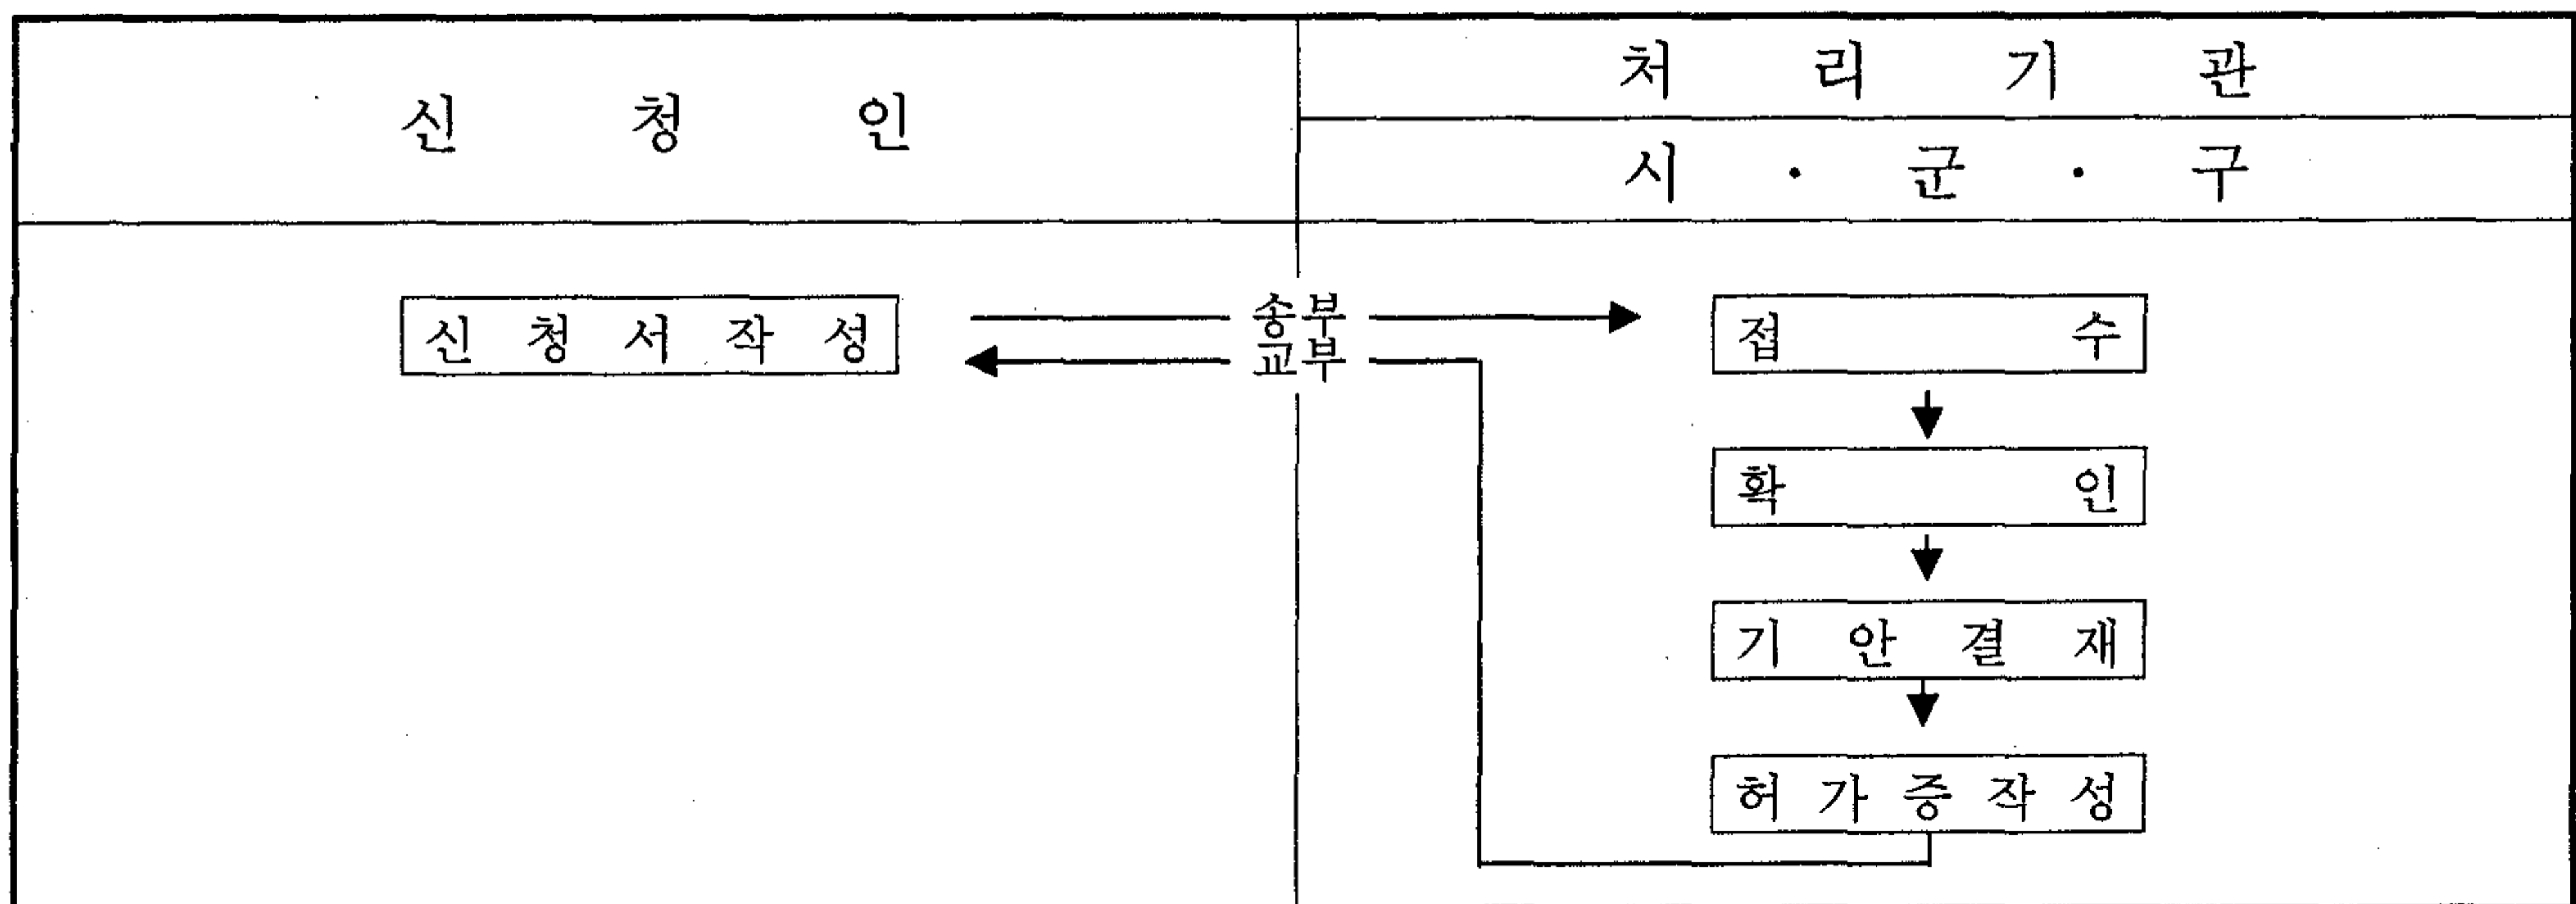 신 청 인
처 리 기 관
시 · 군 · 구
신 청 서 작 성
송부
교부
접 수
확 인
기 안 결 재
허 가 증 작 성